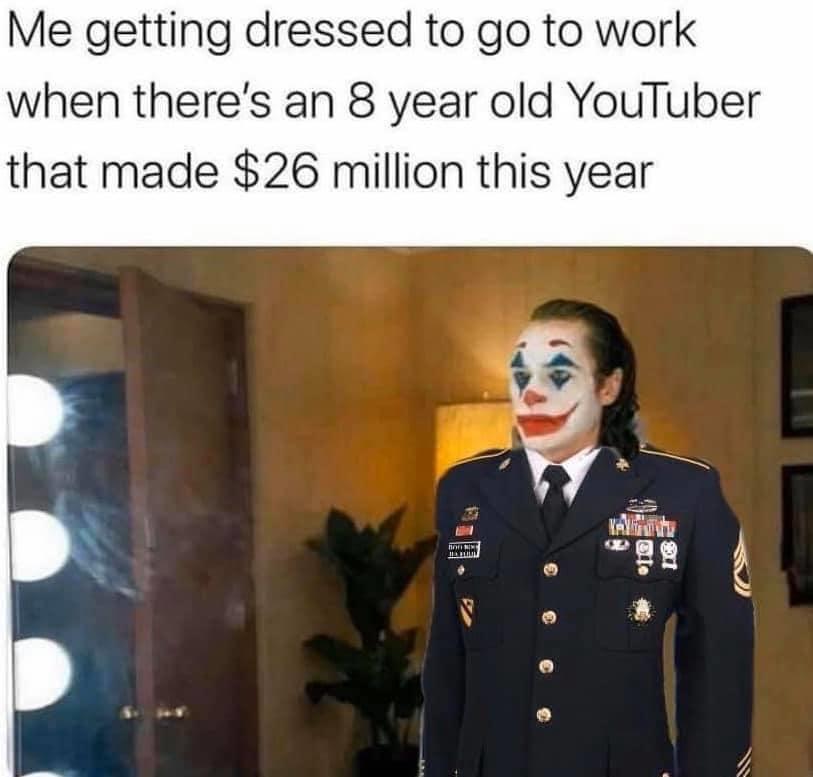 Me getting dressed to go to work
when there's an 8 year old YouTuber
that made $26 million this year